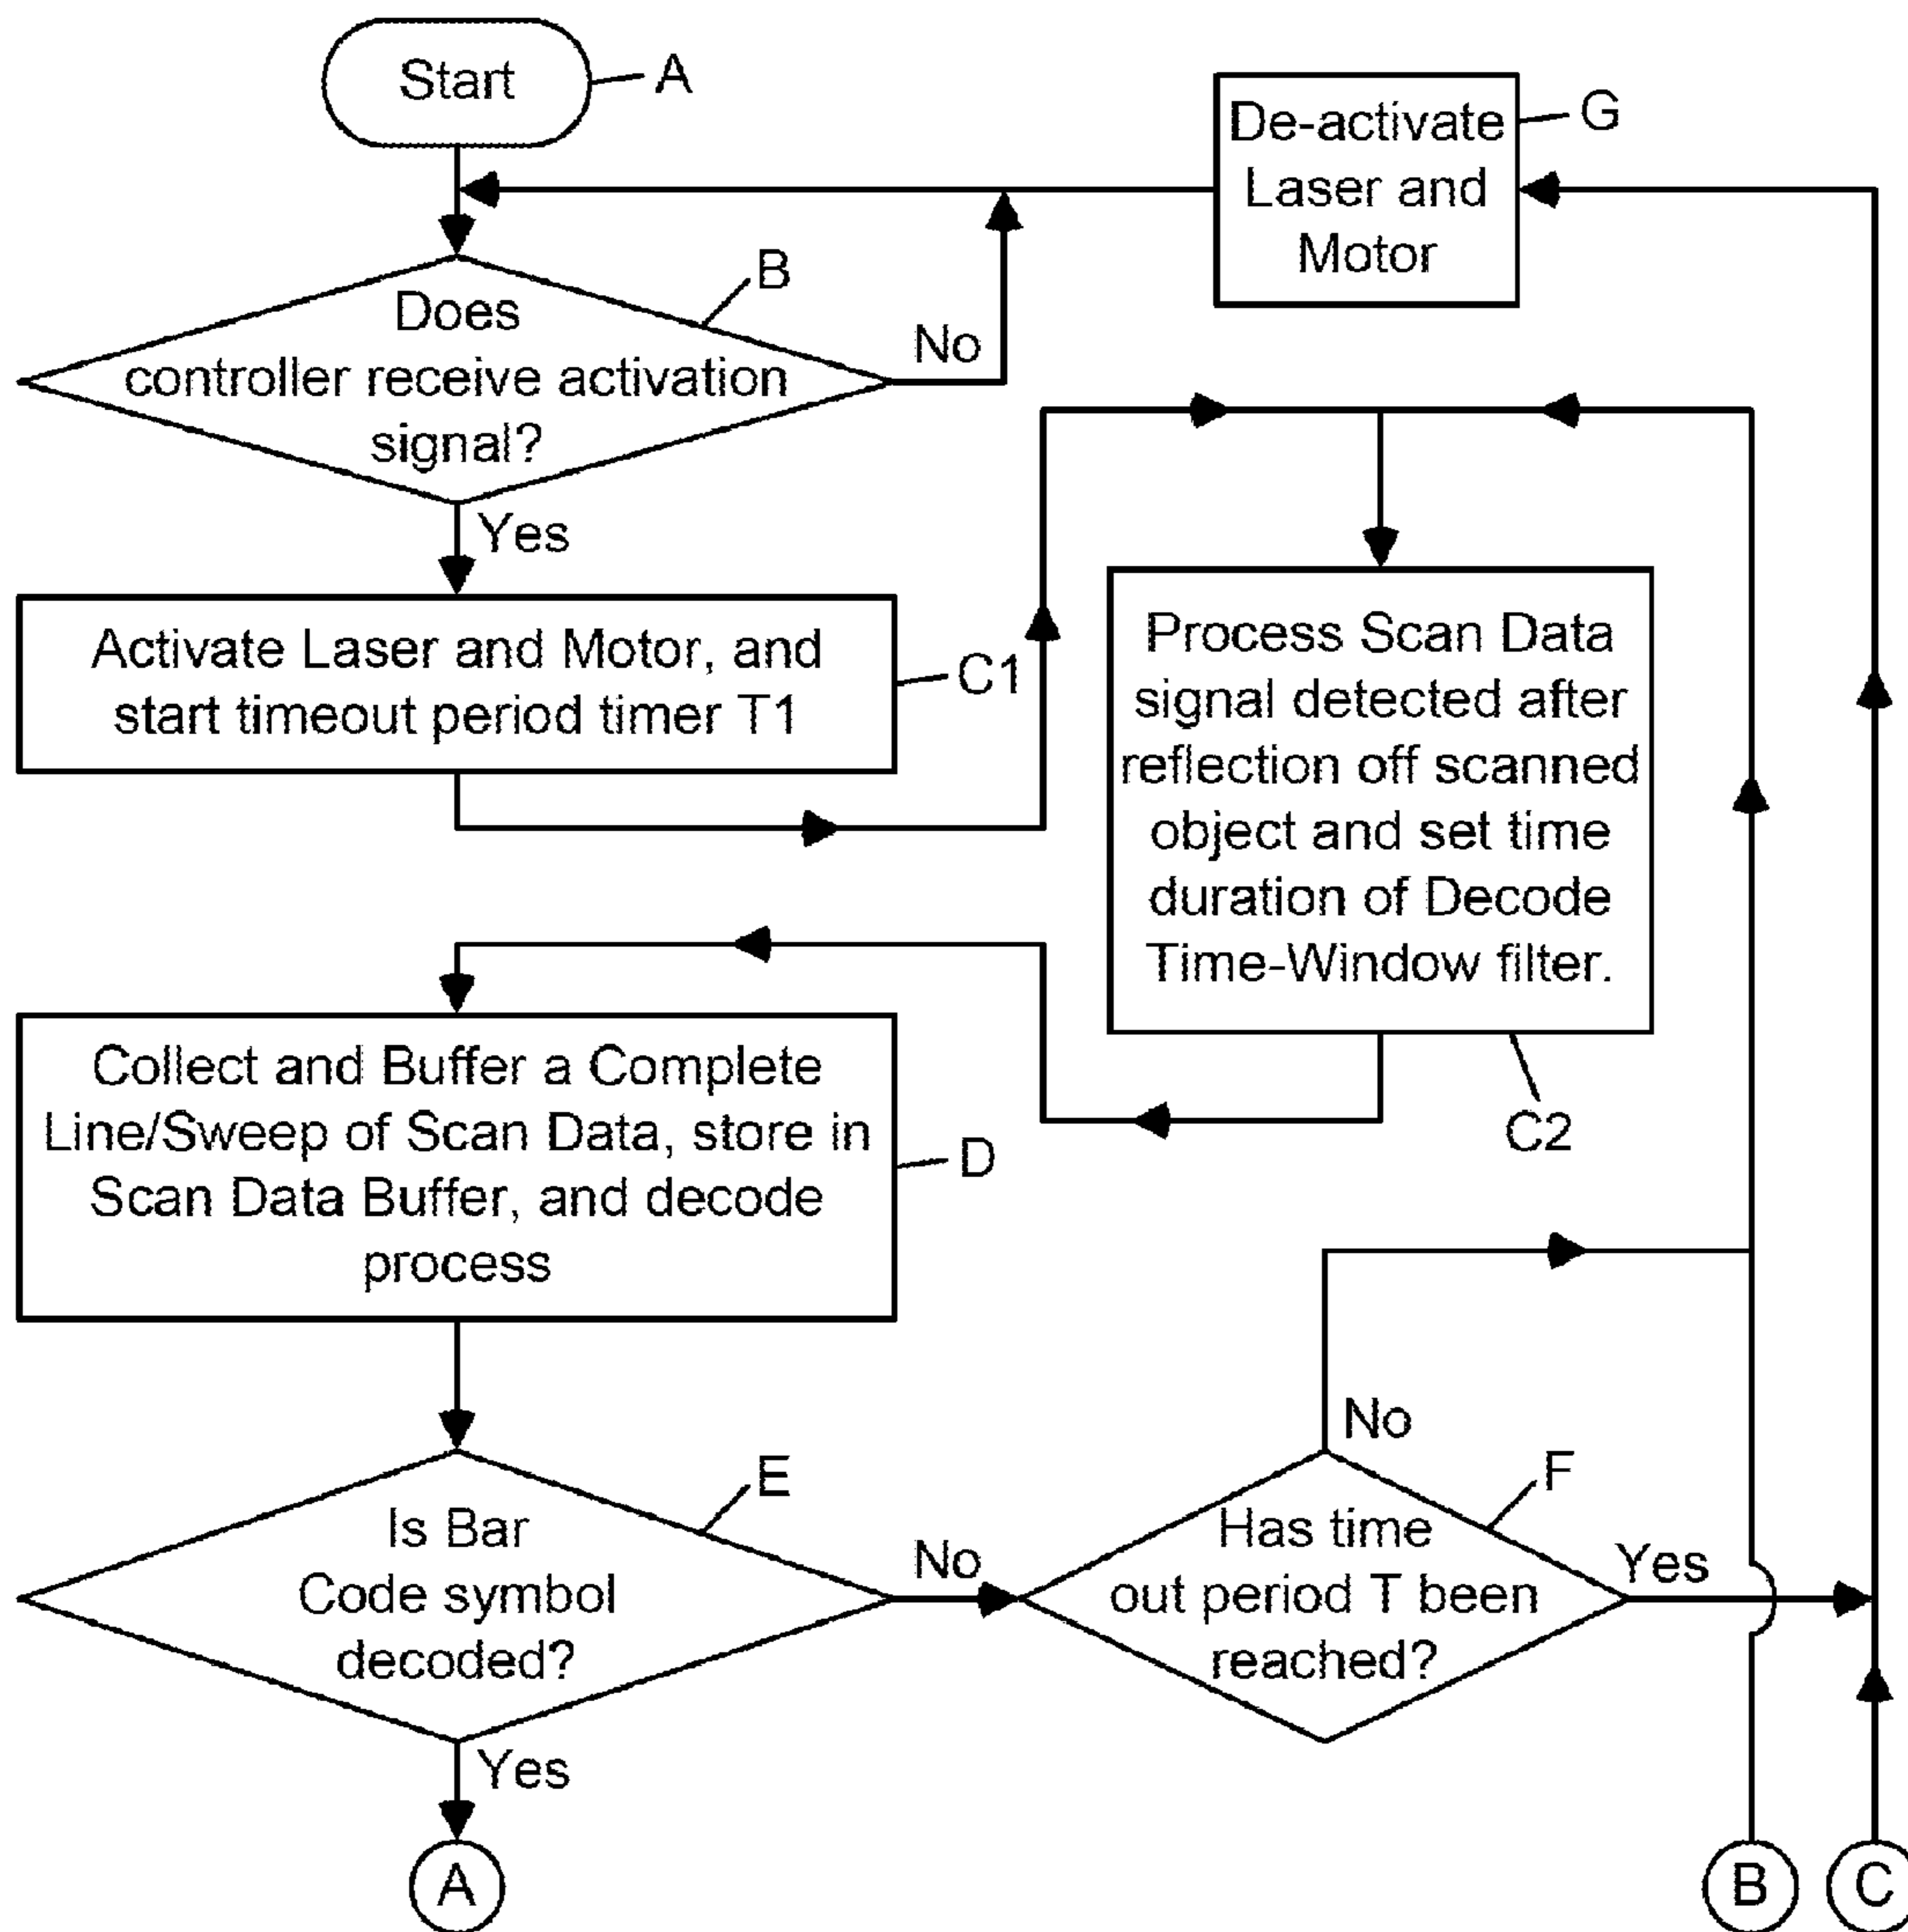 Start
A
De-activate
Laser and
Motor
G
B
Does
controller receive activation
signal?
No
Yes
Activate Laser and Motor, and
start timeout period timer T1
C1
Process Scan Data
signal detected after
reflection off scanned
object and set time
duration of Decode
Time-Window filter.
C2
Collect and Buffer a Complete
Line/Sweep of Scan Data, store in
Scan Data Buffer, and decode
process
D
E
Is Bar
Code symbol
decoded?
No
Yes
F
Has time
out period T been
reached?
No
Yes
A
B
C